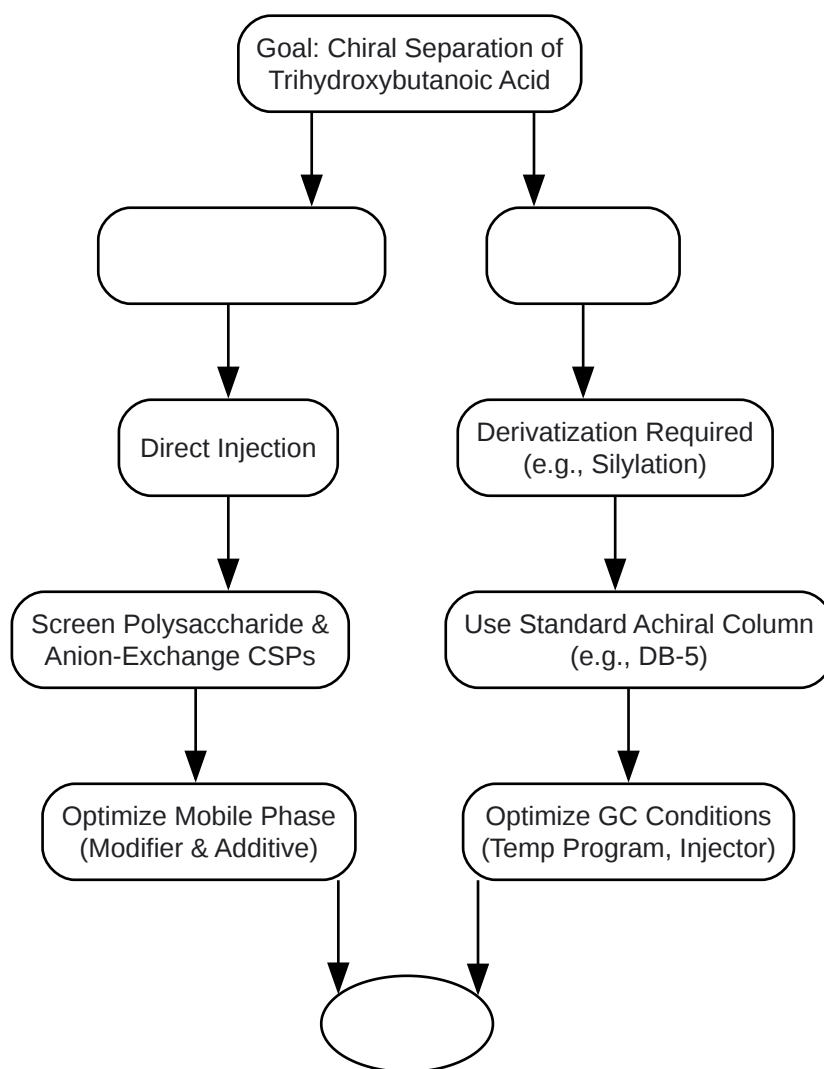 Goal: Chiral Separation of
Trihydroxybutanoic Acid
Direct Injection
Derivatization Required
(e.g., Silylation)
Screen Polysaccharide &
Anion-Exchange CSPs
Use Standard Achiral Column
(e.g., DB-5)
Optimize Mobile Phase
(Modifier & Additive)
Optimize GC Conditions
(Temp Program, Injector)